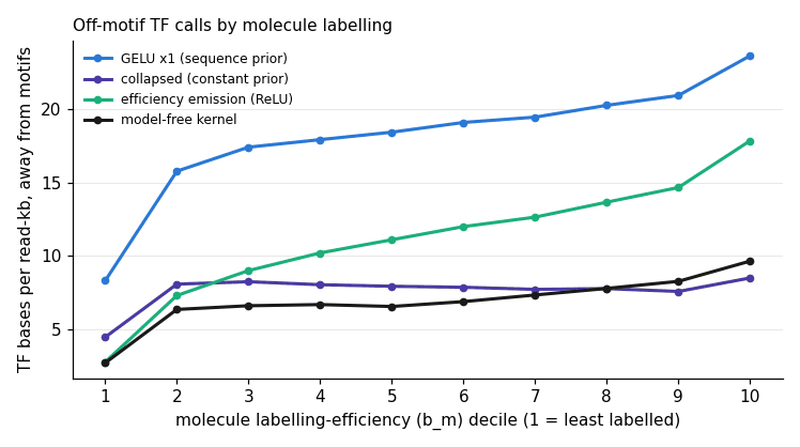 Off-motif TF calls by molecule labelling
TF bases per read-kb, away from motifs
GELU x1 (sequence prior)
collapsed (constant prior)
efficiency emission (ReLU)
model-free kernel
20
15
10
5
1 2 3 4 5 6 7 8 9 10
molecule labelling-efficiency (b_m) decile (1 = least labelled)